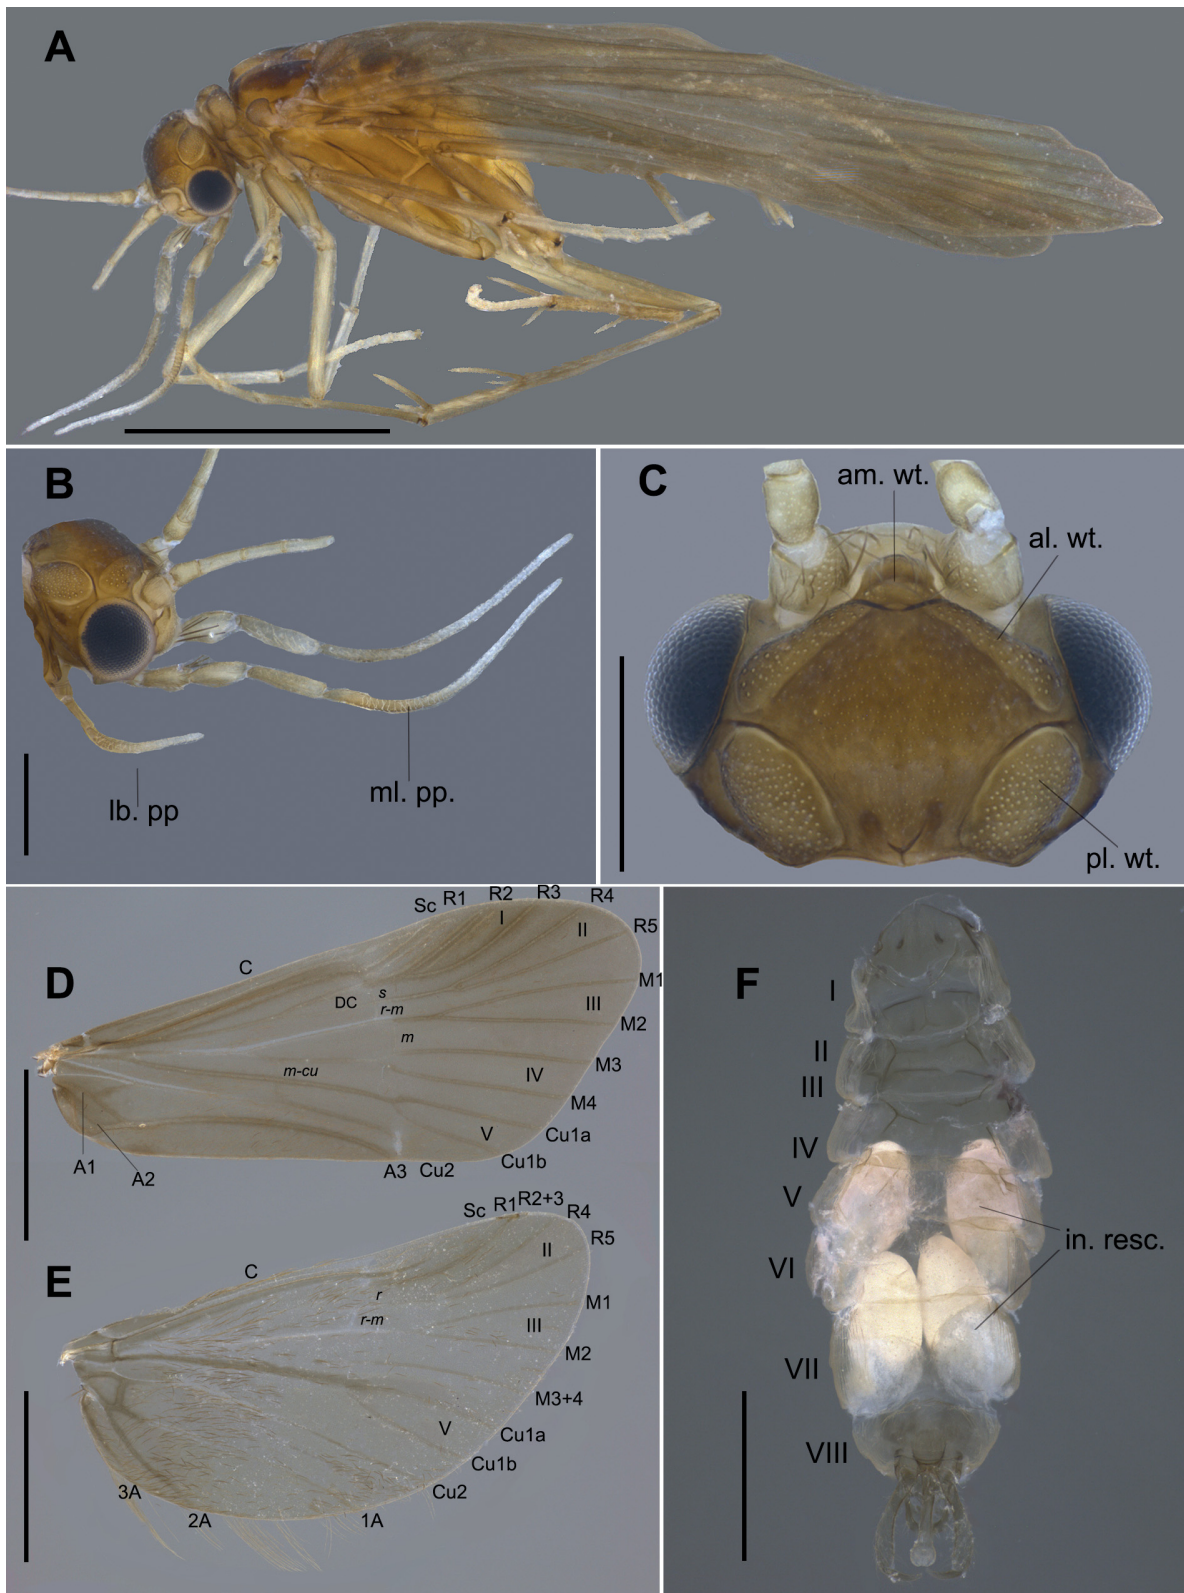 A
B
lb. pp
ml. pp.
C
am. wt.
al. wt.
pl. wt.
D
C
Sc
R1
R2
R3
R4
R5
I
II
DC
s
r-m
M1
III
M2
m
m-cu
M3
IV
M4
V
Cu1a
A1
A2
A3
Cu2
Cu1b
E
C
Sc
R1
R2+3
R4
R5
II
r
r-m
M1
III
M2
M3+4
V
Cu1a
Cu1b
Cu2
3A
2A
1A
F
I
II
III
IV
V
in. resc.
VI
VII
VIII